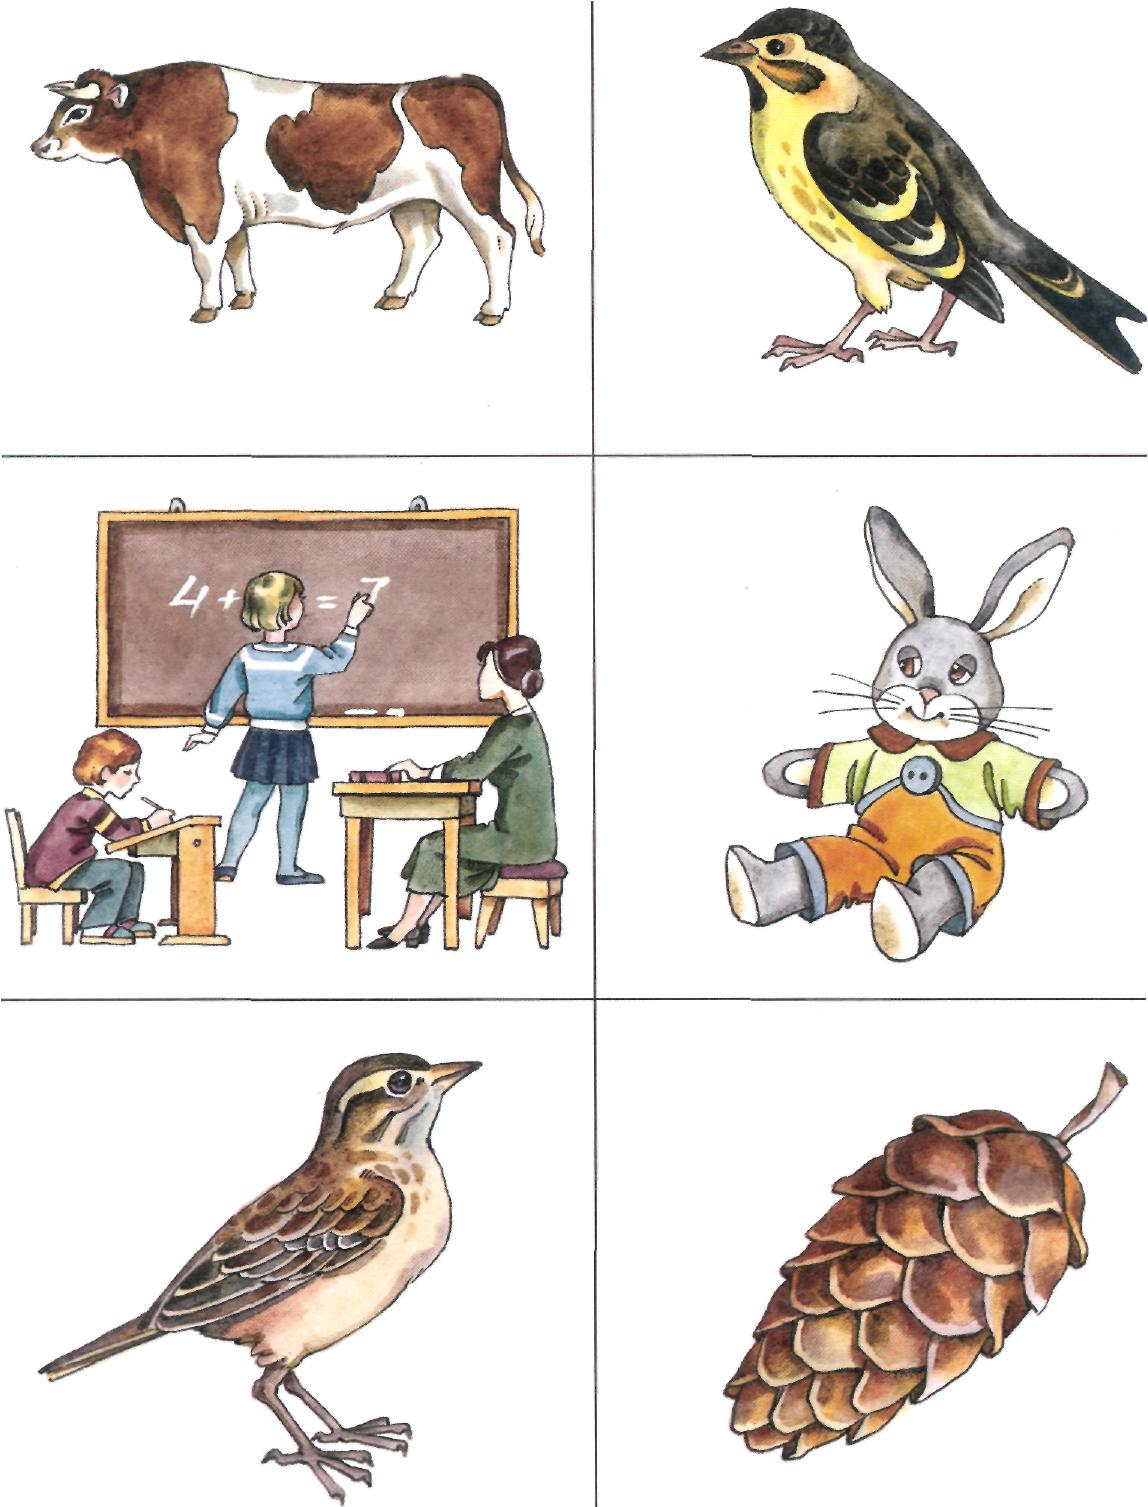 4 + = 7